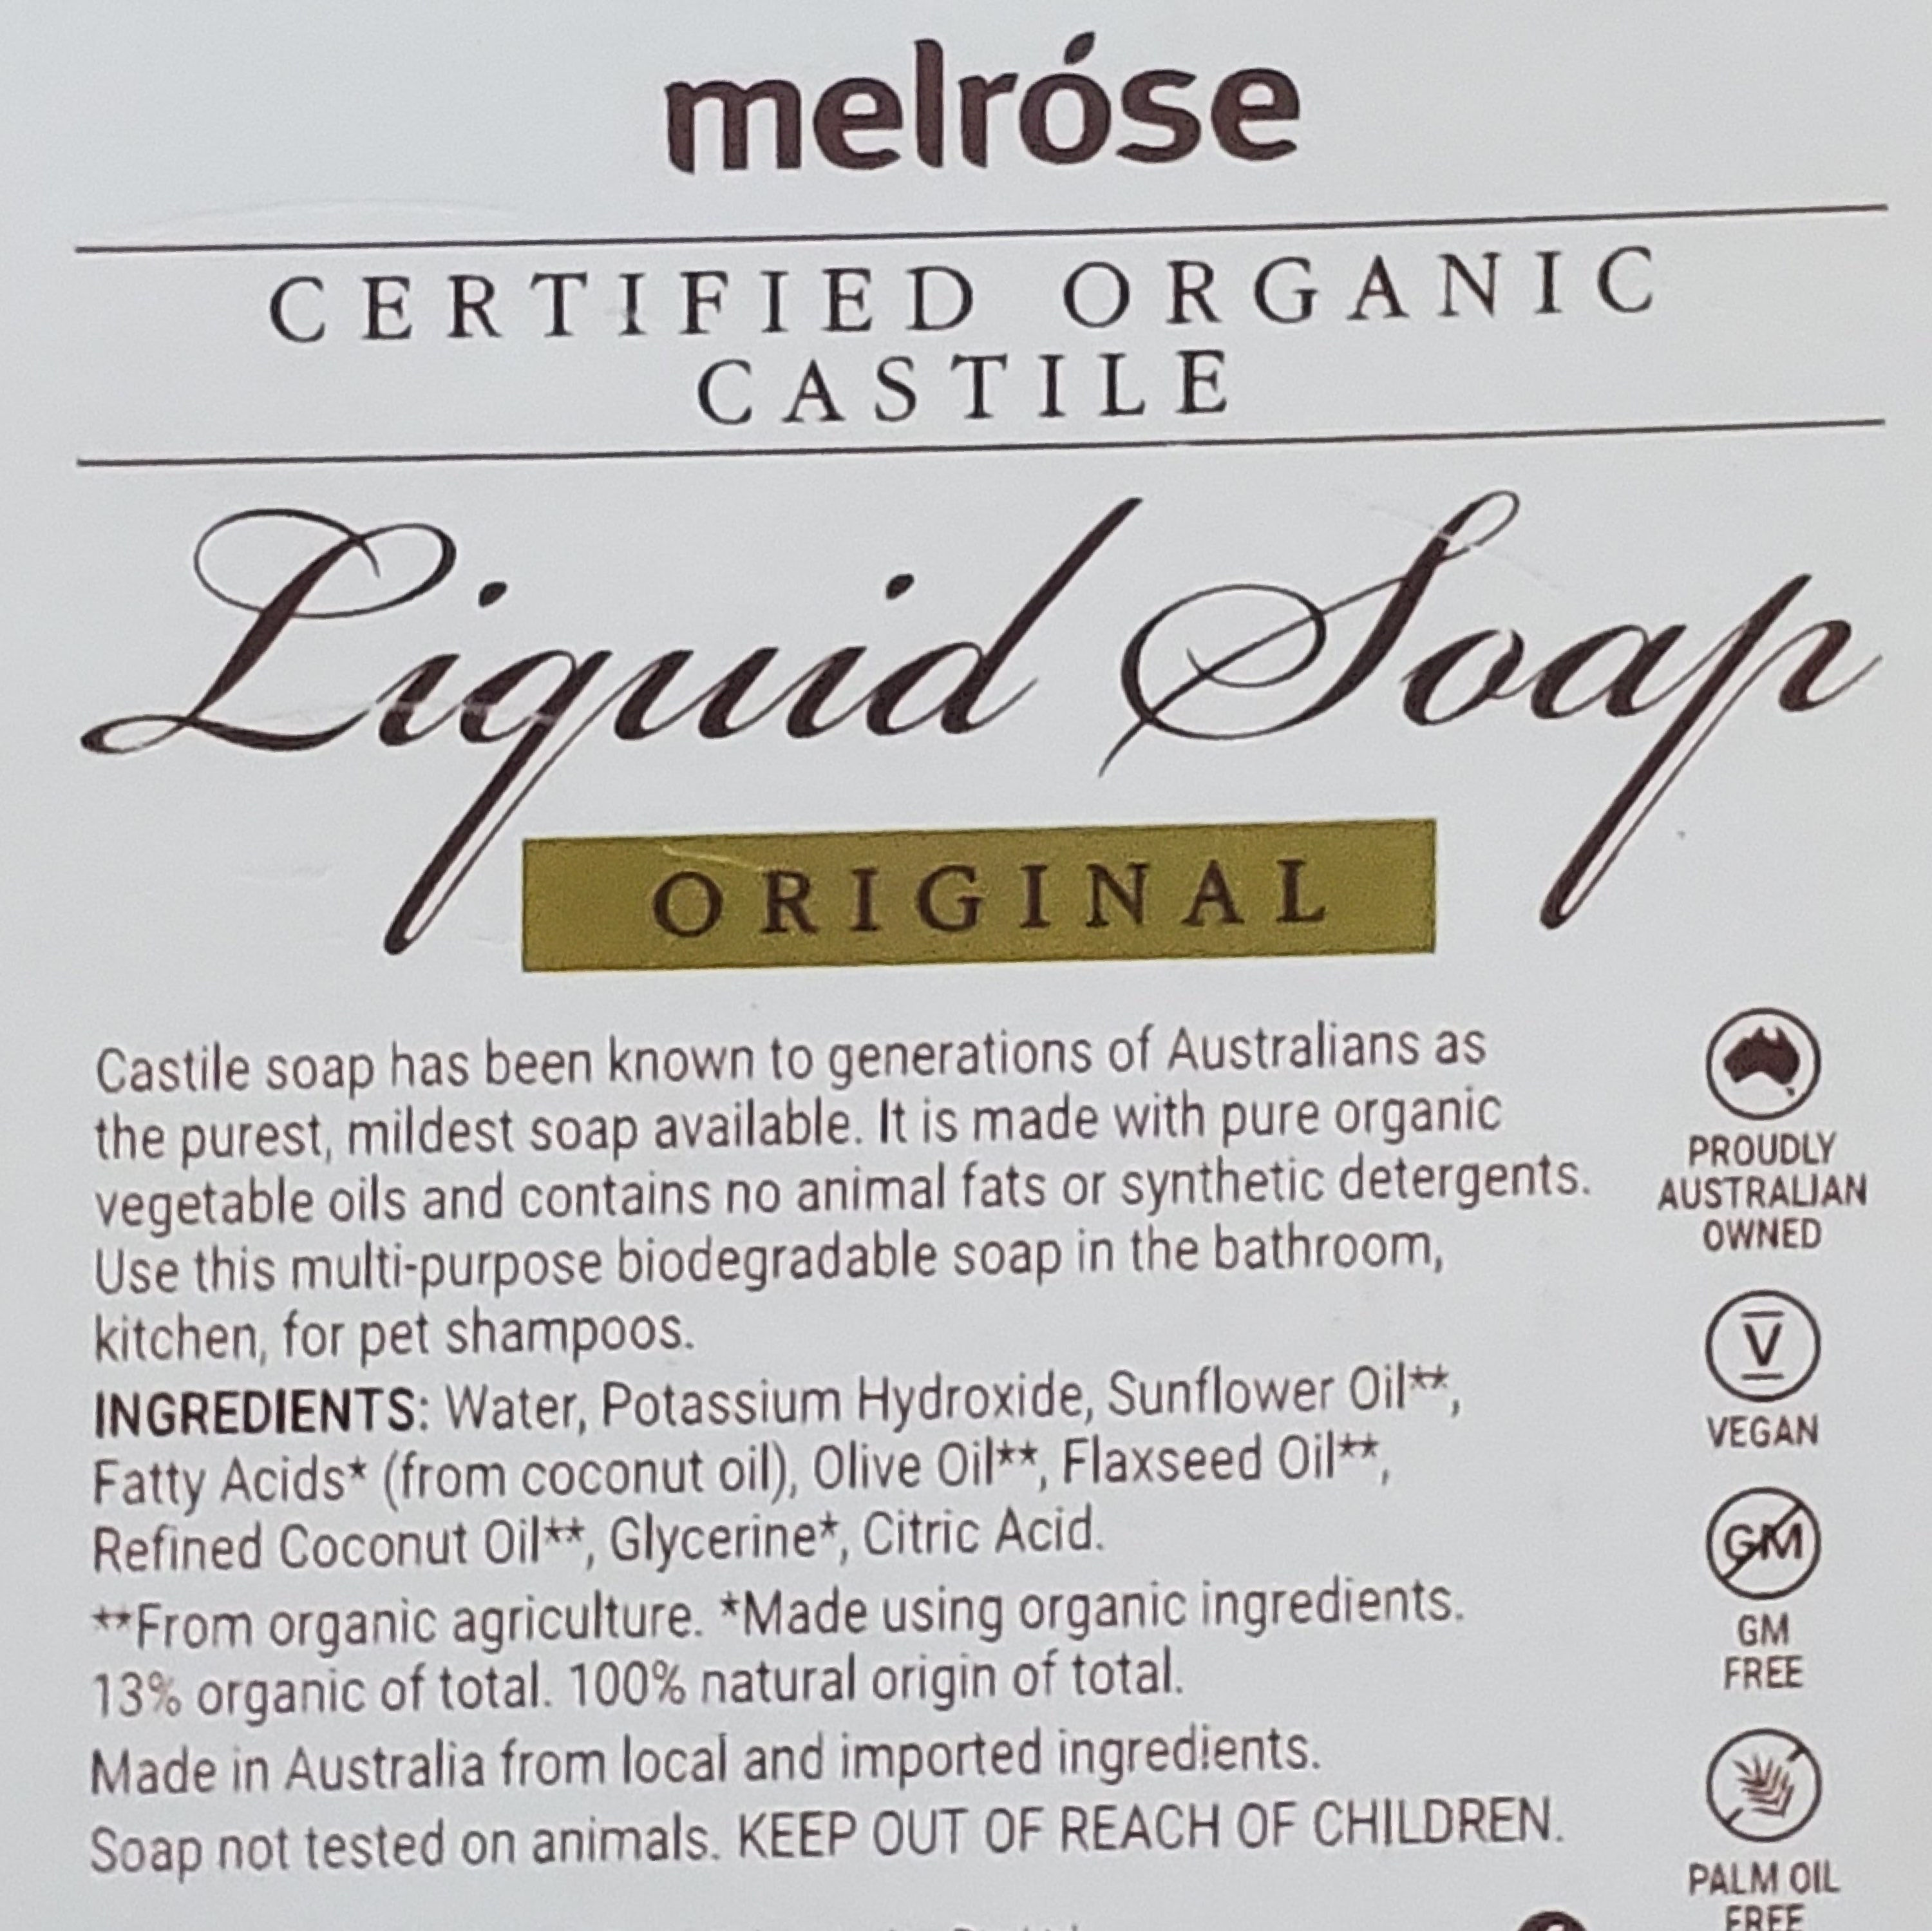 melróse
CERTIFIED ORGANIC
CASTILE
Liquid Soap
ORIGINAL
Castile soap has been known to generations of Australians as
the purest, mildest soap available. It is made with pure organic
vegetable oils and contains no animal fats or synthetic detergents.
Use this multi-purpose biodegradable soap in the bathroom,
kitchen, for pet shampoos.
INGREDIENTS: Water, Potassium Hydroxide, Sunflower Oil**,
Fatty Acids* (from coconut oil), Olive Oil**, Flaxseed Oil**,
Refined Coconut Oil**, Glycerine*, Citric Acid.
**From organic agriculture. *Made using organic ingredients.
13% organic of total. 100% natural origin of total.
Made in Australia from local and imported ingredients.
Soap not tested on animals. KEEP OUT OF REACH OF CHILDREN.
PROUDLY
AUSTRALIAN
OWNED
V
VEGAN
GM
GM
FREE
PALM OIL
FREE